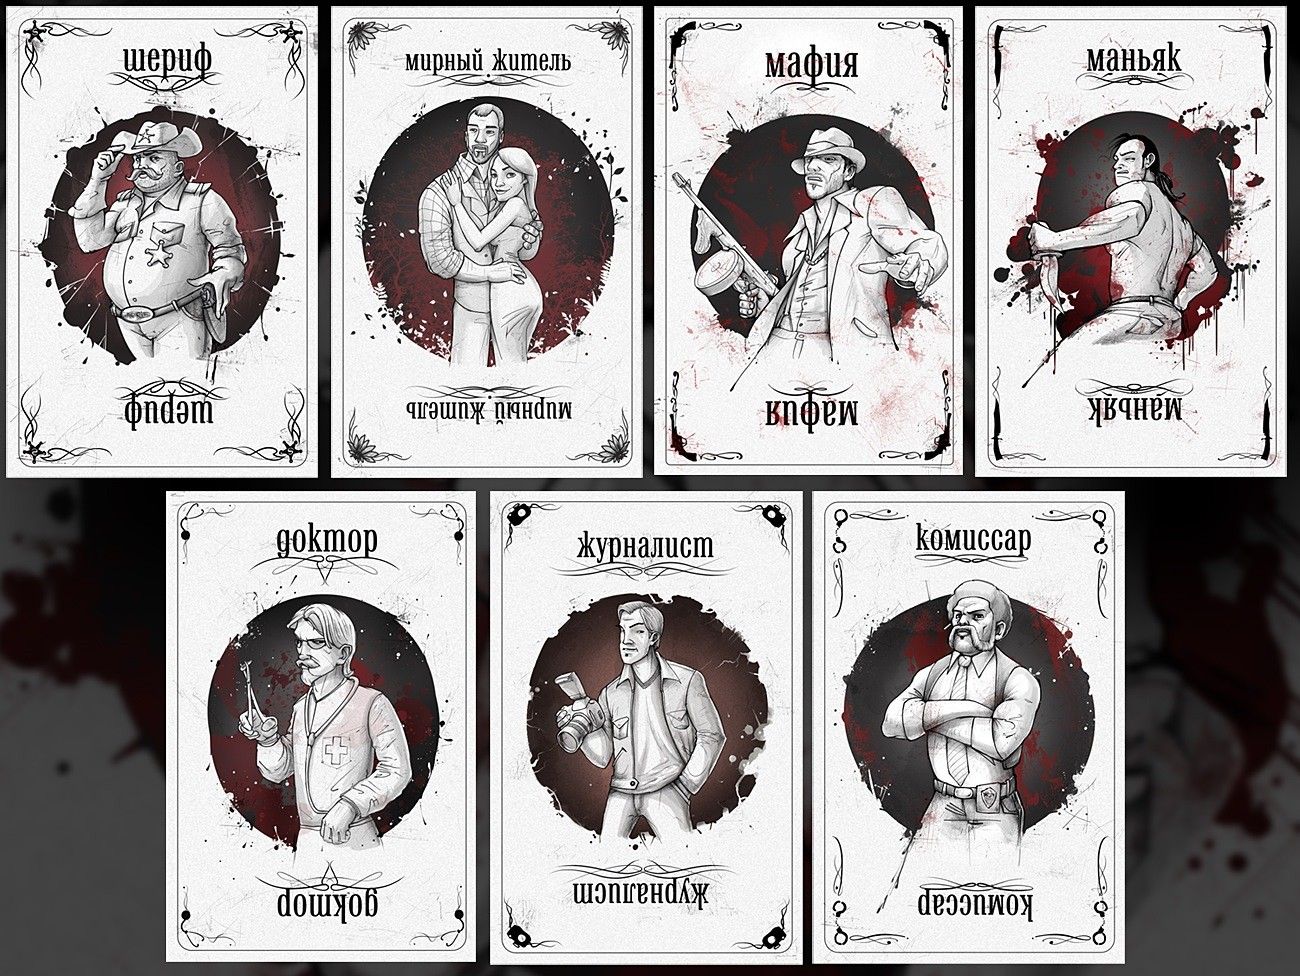 шериф
мирный житель
мафия
маньяк
шериф
мирный житель
мафия
маньяк
доктор
журналист
комиссар
доктор
журналист
комиссар